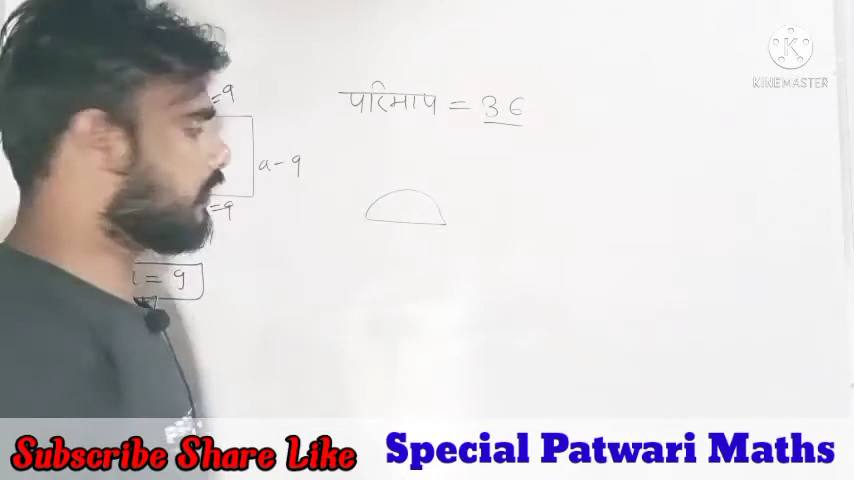 =9
परिमाप = 36
a-9
=9
= 9
KINEMASTER
Subscribe Share Like
Special Patwari Maths